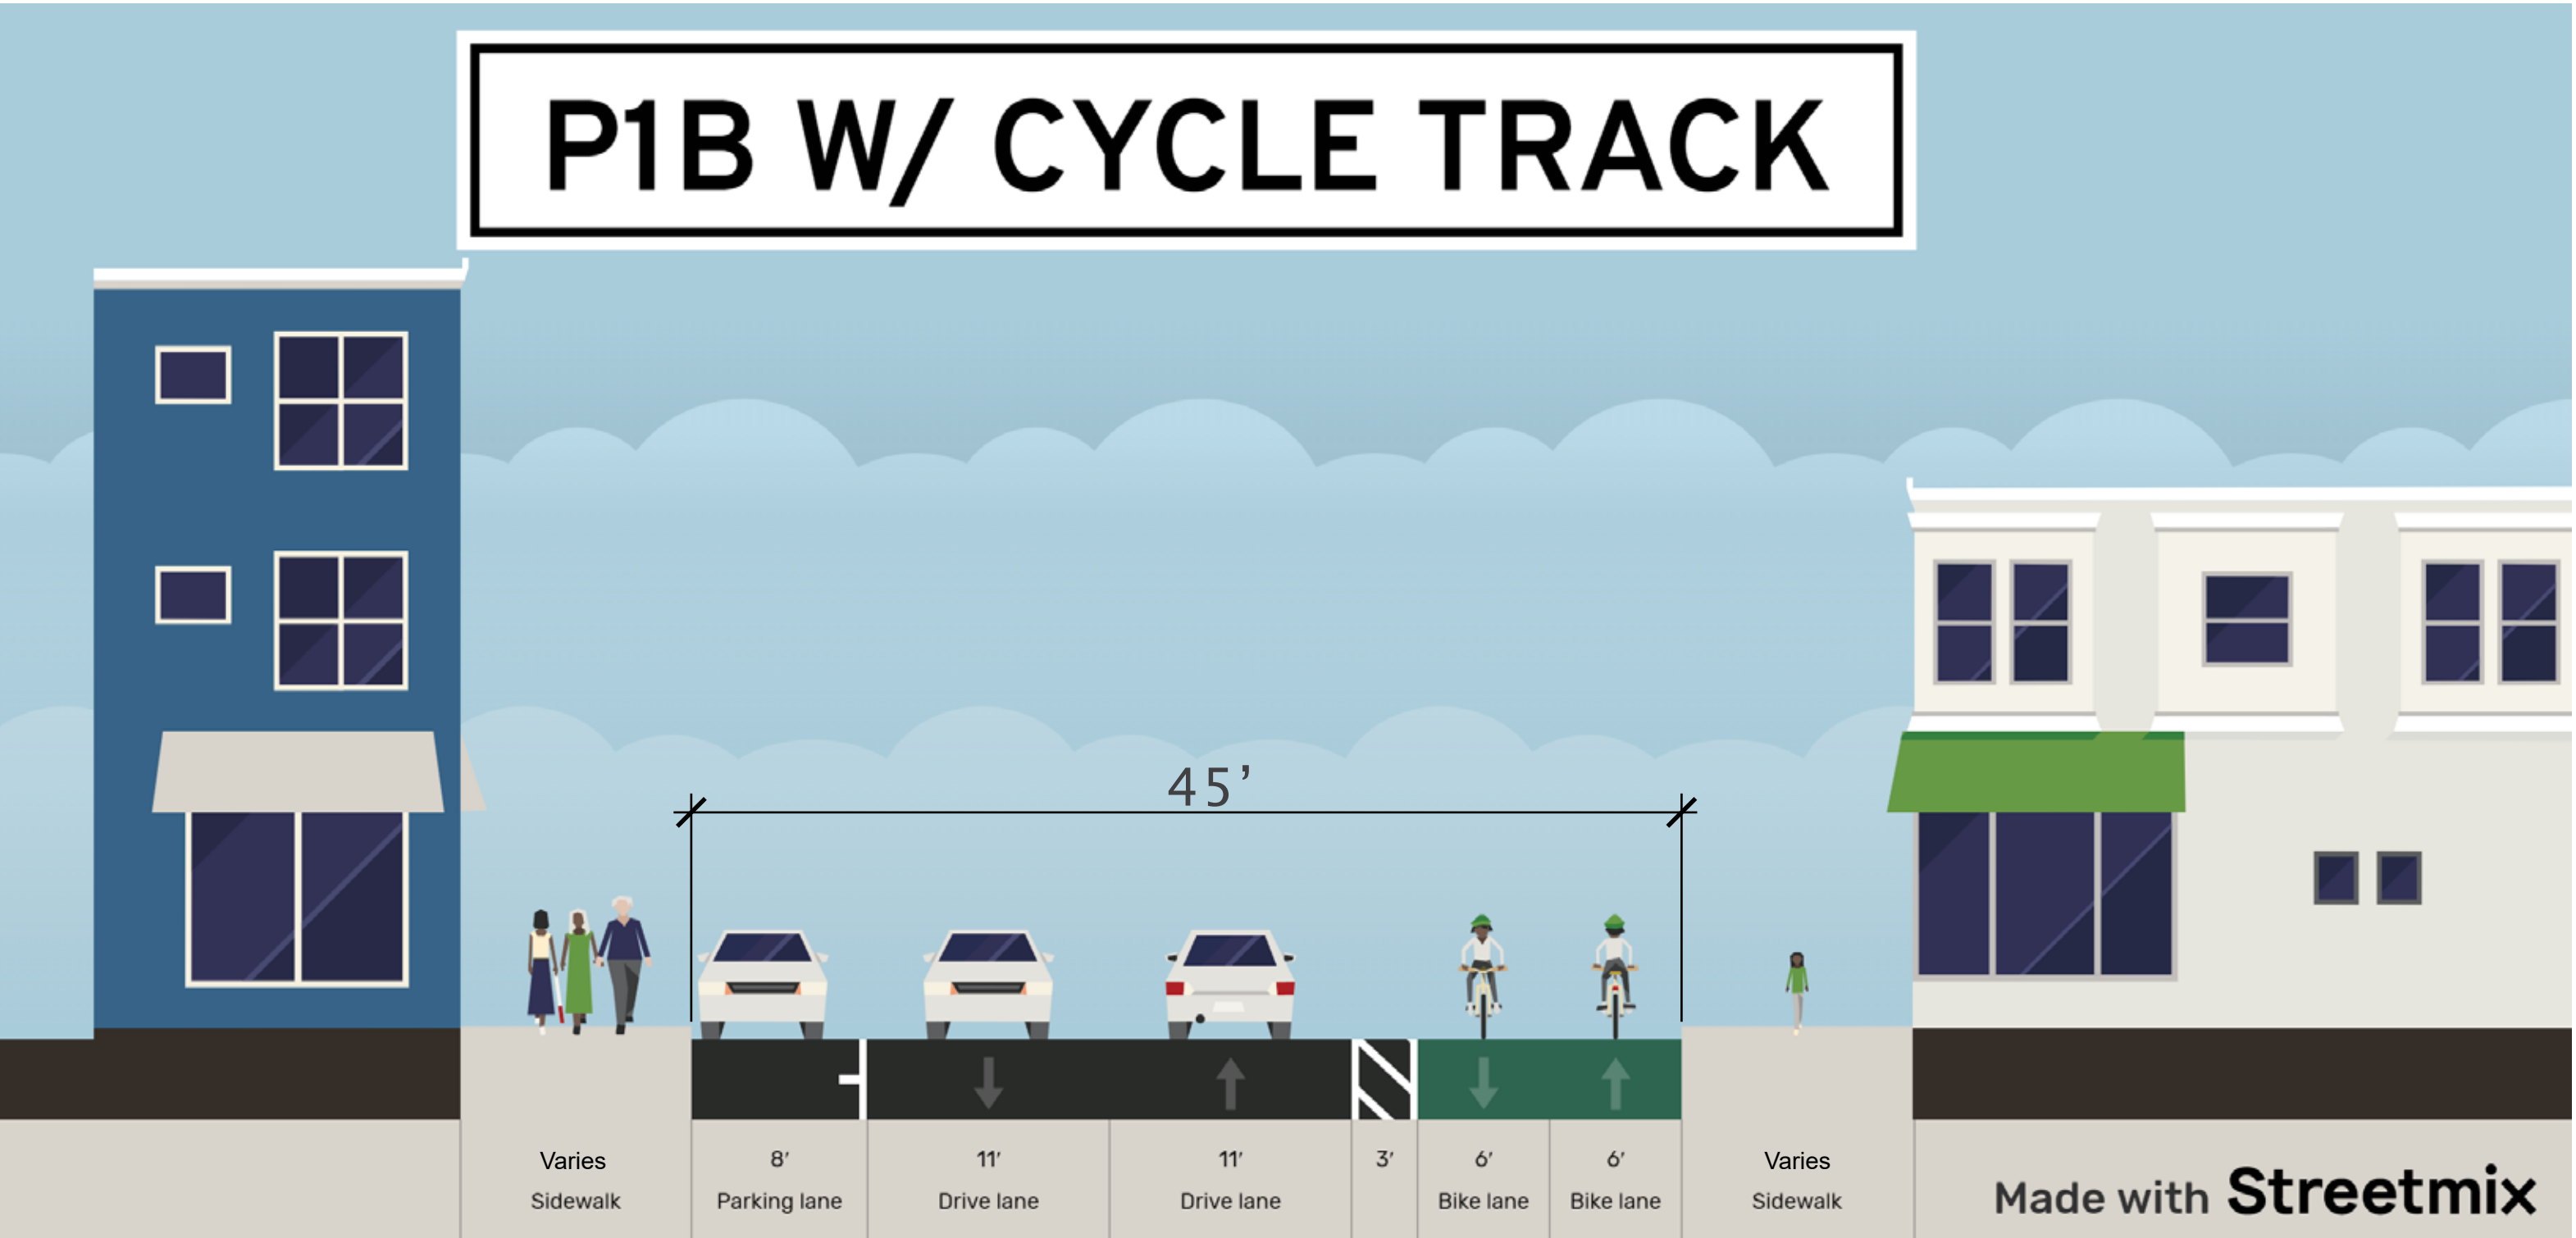 P1B W/ CYCLE TRACK
45’
Varies 8′ 11′ 11′ 3′ 6′ 6′ Varies
Sidewalk Parking lane Drive lane Drive lane Bike lane Bike lane Sidewalk
Made with Streetmix